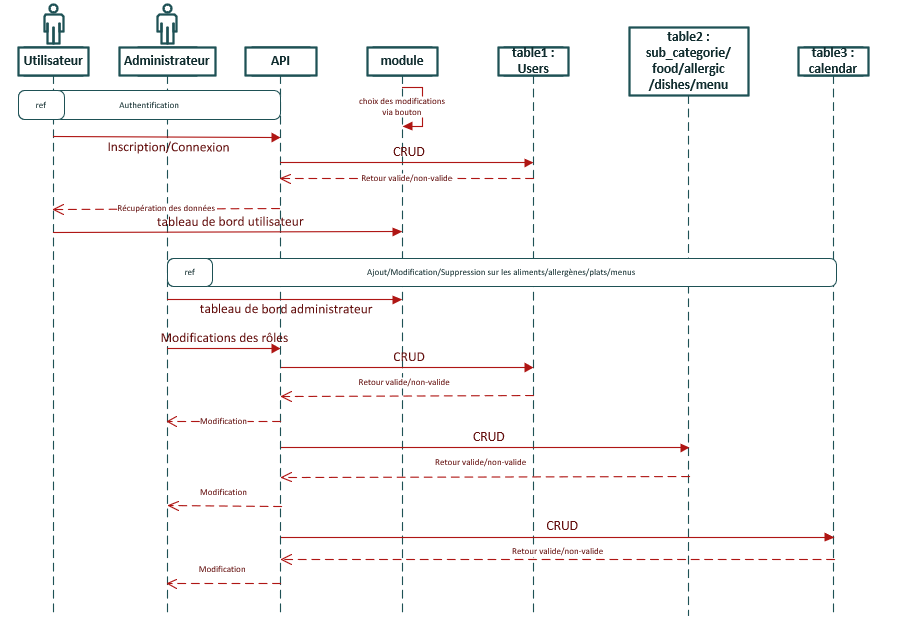 Utilisateur
Administrateur
API
module
table1 :
Users
table2 :
sub_categorie/
food/allergic
/dishes/menu
table3 :
calendar
ref
Authentification
choix des modifications
via bouton
Inscription/Connexion
CRUD
Retour valide/non-valide
Récupération des données
tableau de bord utilisateur
ref
Ajout/Modification/Suppression sur les aliments/allergènes/plats/menus
tableau de bord administrateur
Modifications des rôles
CRUD
Retour valide/non-valide
Modification
CRUD
Retour valide/non-valide
Modification
CRUD
Retour valide/non-valide
Modification